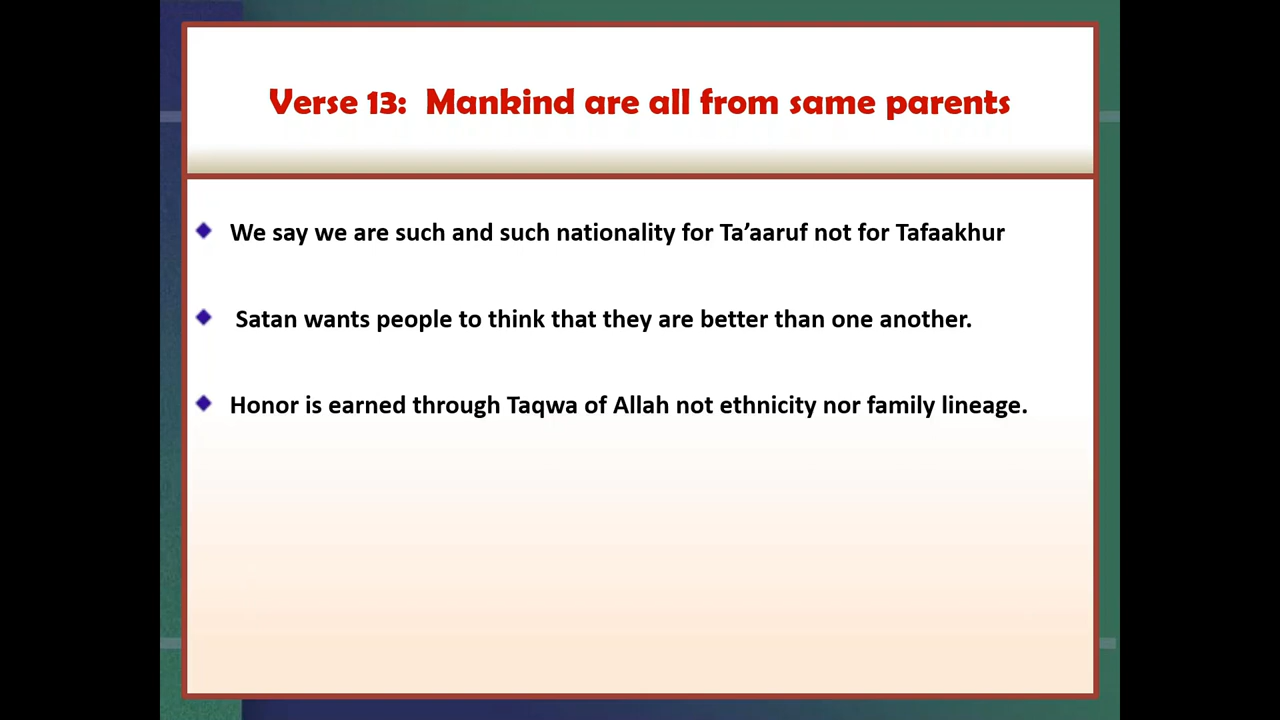 Verse 13: Mankind are all from same parents
We say we are such and such nationality for Ta’aaruf not for Tafaakhur
Satan wants people to think that they are better than one another.
Honor is earned through Taqwa of Allah not ethnicity nor family lineage.